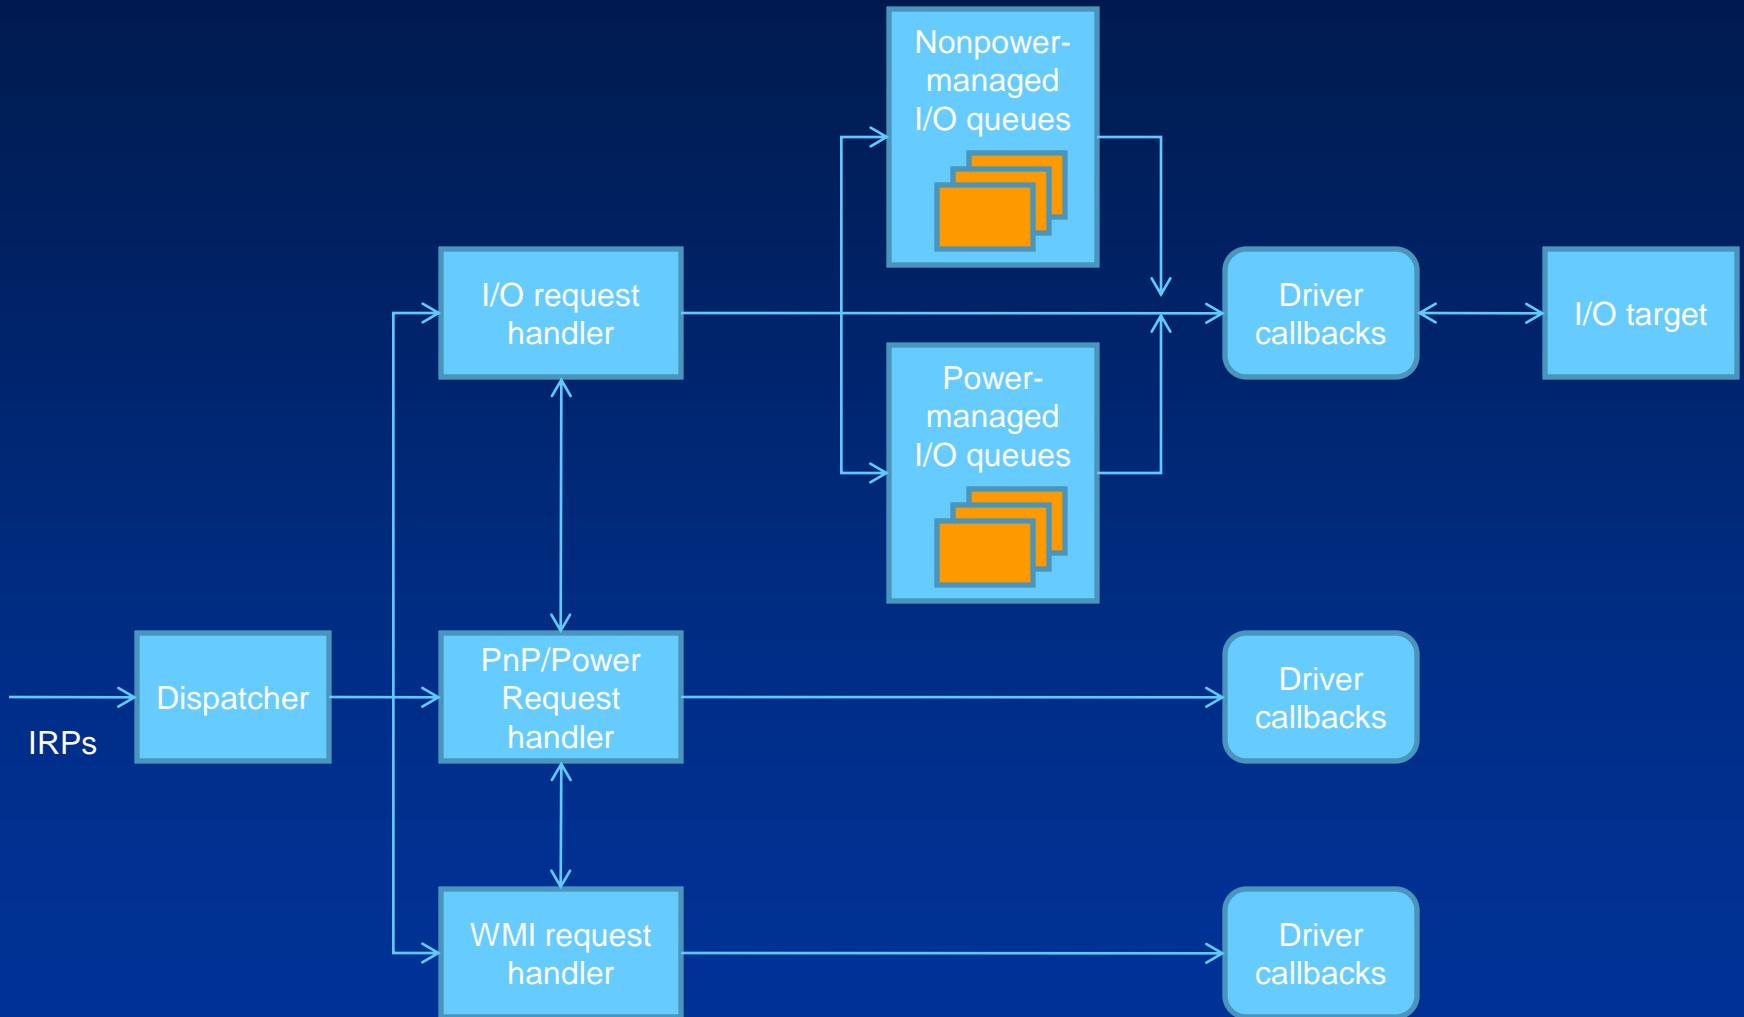 Nonpower-
managed
I/O queues
I/O request
handler
Driver
callbacks
I/O target
Power-
managed
I/O queues
IRPs
Dispatcher
PnP/Power
Request
handler
Driver
callbacks
WMI request
handler
Driver
callbacks